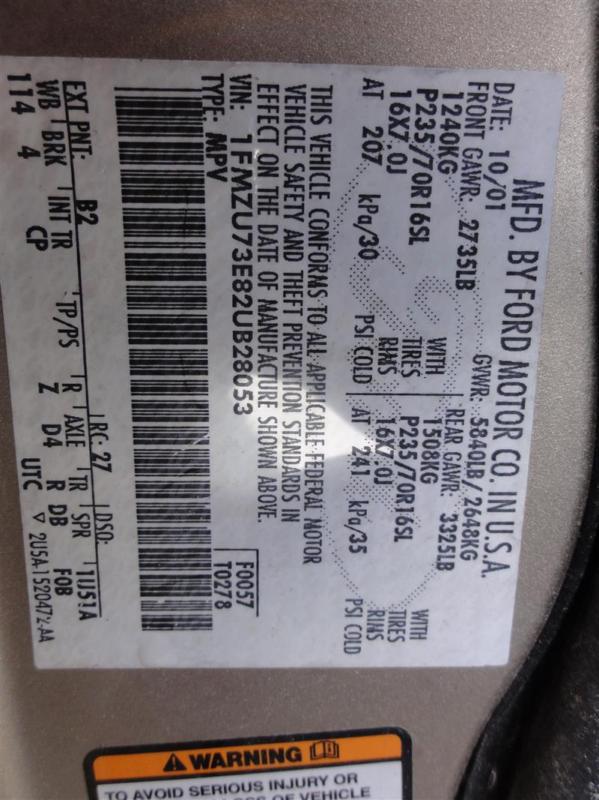 MFD. BY FORD MOTOR CO. IN U.S.A.
DATE: 10/01 GVWR: 5840LB/ 2648KG
FRONT GAWR: 2735LB REAR GAWR: 3325LB
1240KG WITH 1508KG WITH
P235/70R16SL TIRES P235/70R16SL TIRES
16X7.0J RIMS 16X7.0J RIMS
AT 207 kPa/30 PSI COLD AT 241 kPa/35 PSI COLD
THIS VEHICLE CONFORMS TO ALL APPLICABLE FEDERAL MOTOR
VEHICLE SAFETY AND THEFT PREVENTION STANDARDS IN
EFFECT ON THE DATE OF MANUFACTURE SHOWN ABOVE.
VIN: 1FMZU73E82UB28053 F0057
TYPE: MPV T0278
EXT PNT: B2 RC: 27 DSO: 1U51A
WB BRK INT TR TP/PS R AXLE TR SPR FOB
114 4 CP Z D4 R DB
UTC ▽ 2U5A-1520472-AA
⚠ WARNING
TO AVOID SERIOUS INJURY OR
LOSS OF VEHICLE